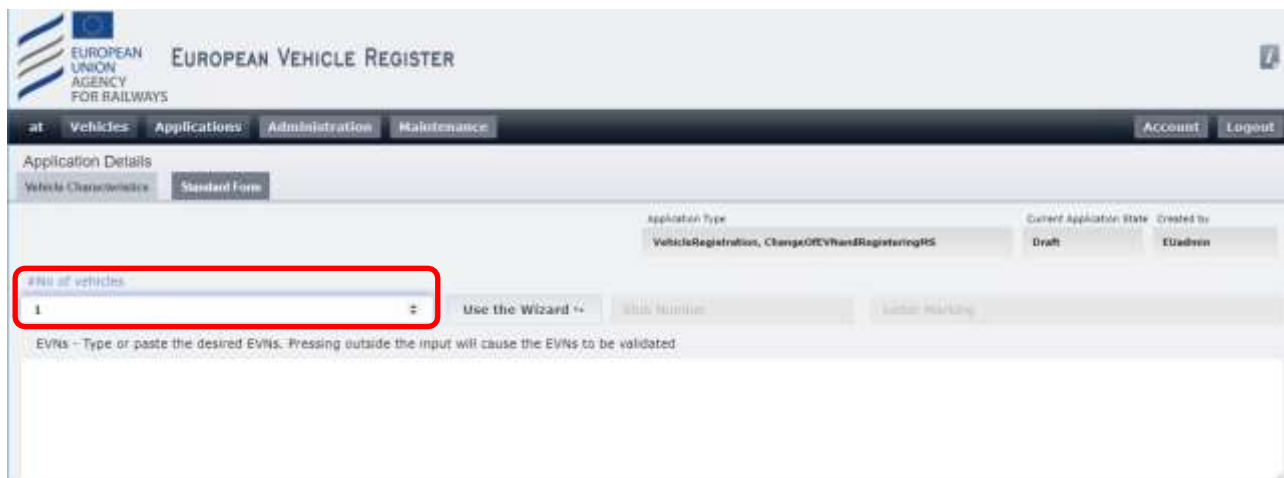 EUROPEAN
UNION
AGENCY
FOR RAILWAYS
EUROPEAN VEHICLE REGISTER
at Vehicles Applications Administration Maintenance Account Logout
Application Details
Vehicle Characteristics Standard Form
Application Type Current Application State Created by
VehicleRegistration, ChangeOfEVNandRegisteringMS Draft EUadmin
#No of vehicles
1 Use the Wizard Letter Marking
EVNs - Type or paste the desired EVNs. Pressing outside the input will cause the EVNs to be validated